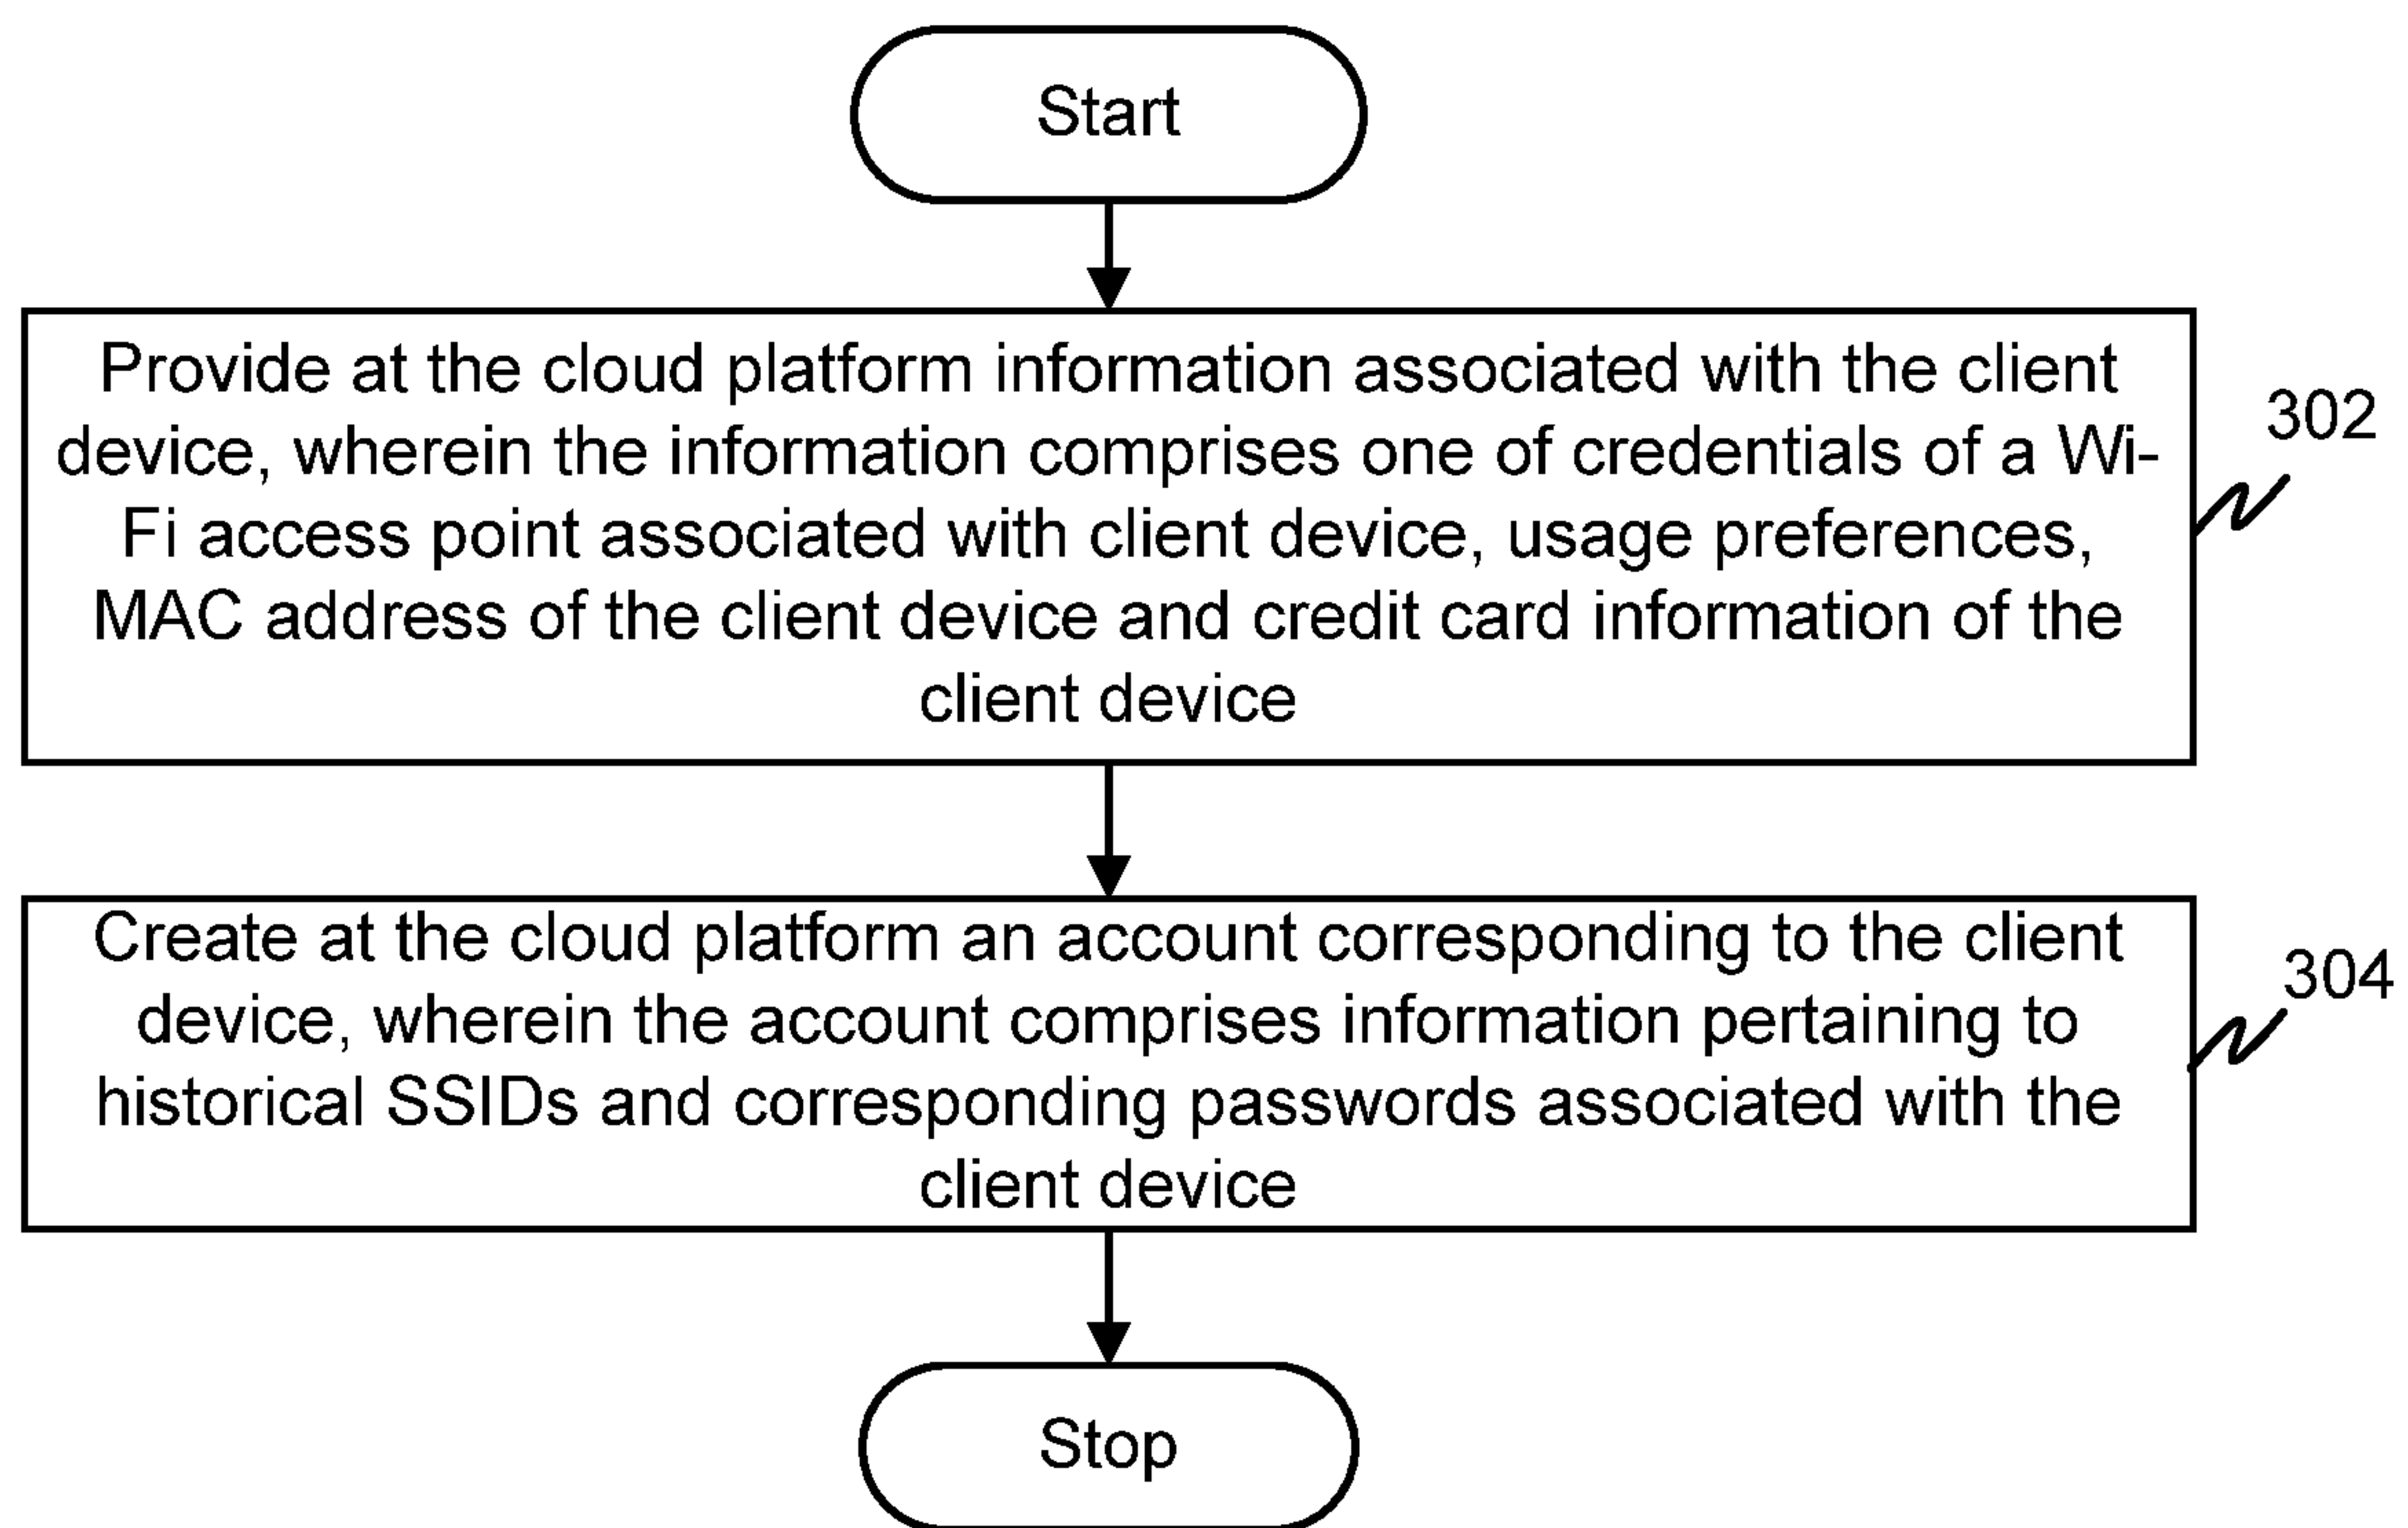 Start
Provide at the cloud platform information associated with the client
device, wherein the information comprises one of credentials of a Wi-
Fi access point associated with client device, usage preferences,
MAC address of the client device and credit card information of the
client device
302
Create at the cloud platform an account corresponding to the client
device, wherein the account comprises information pertaining to
historical SSIDs and corresponding passwords associated with the
client device
304
Stop